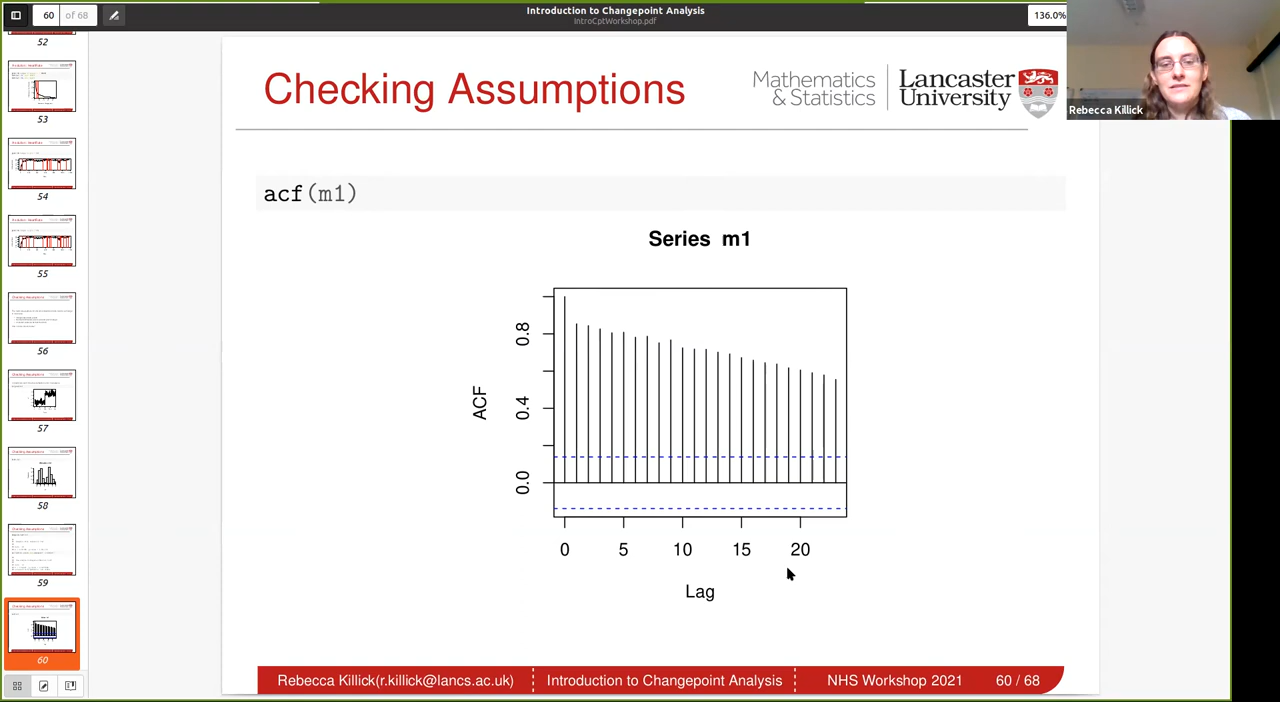 Introduction to Changepoint Analysis
IntroCptWorkshop.pdf
60 of 68
136.0%
Rebecca Killick
52
53
54
55
56
57
58
59
60
Checking Assumptions
Mathematics
& Statistics
Lancaster
University
acf(m1)
Series m1
ACF
0.8
0.4
0.0
0 5 10 15 20
Lag
Rebecca Killick(r.killick@lancs.ac.uk) Introduction to Changepoint Analysis NHS Workshop 2021 60 / 68